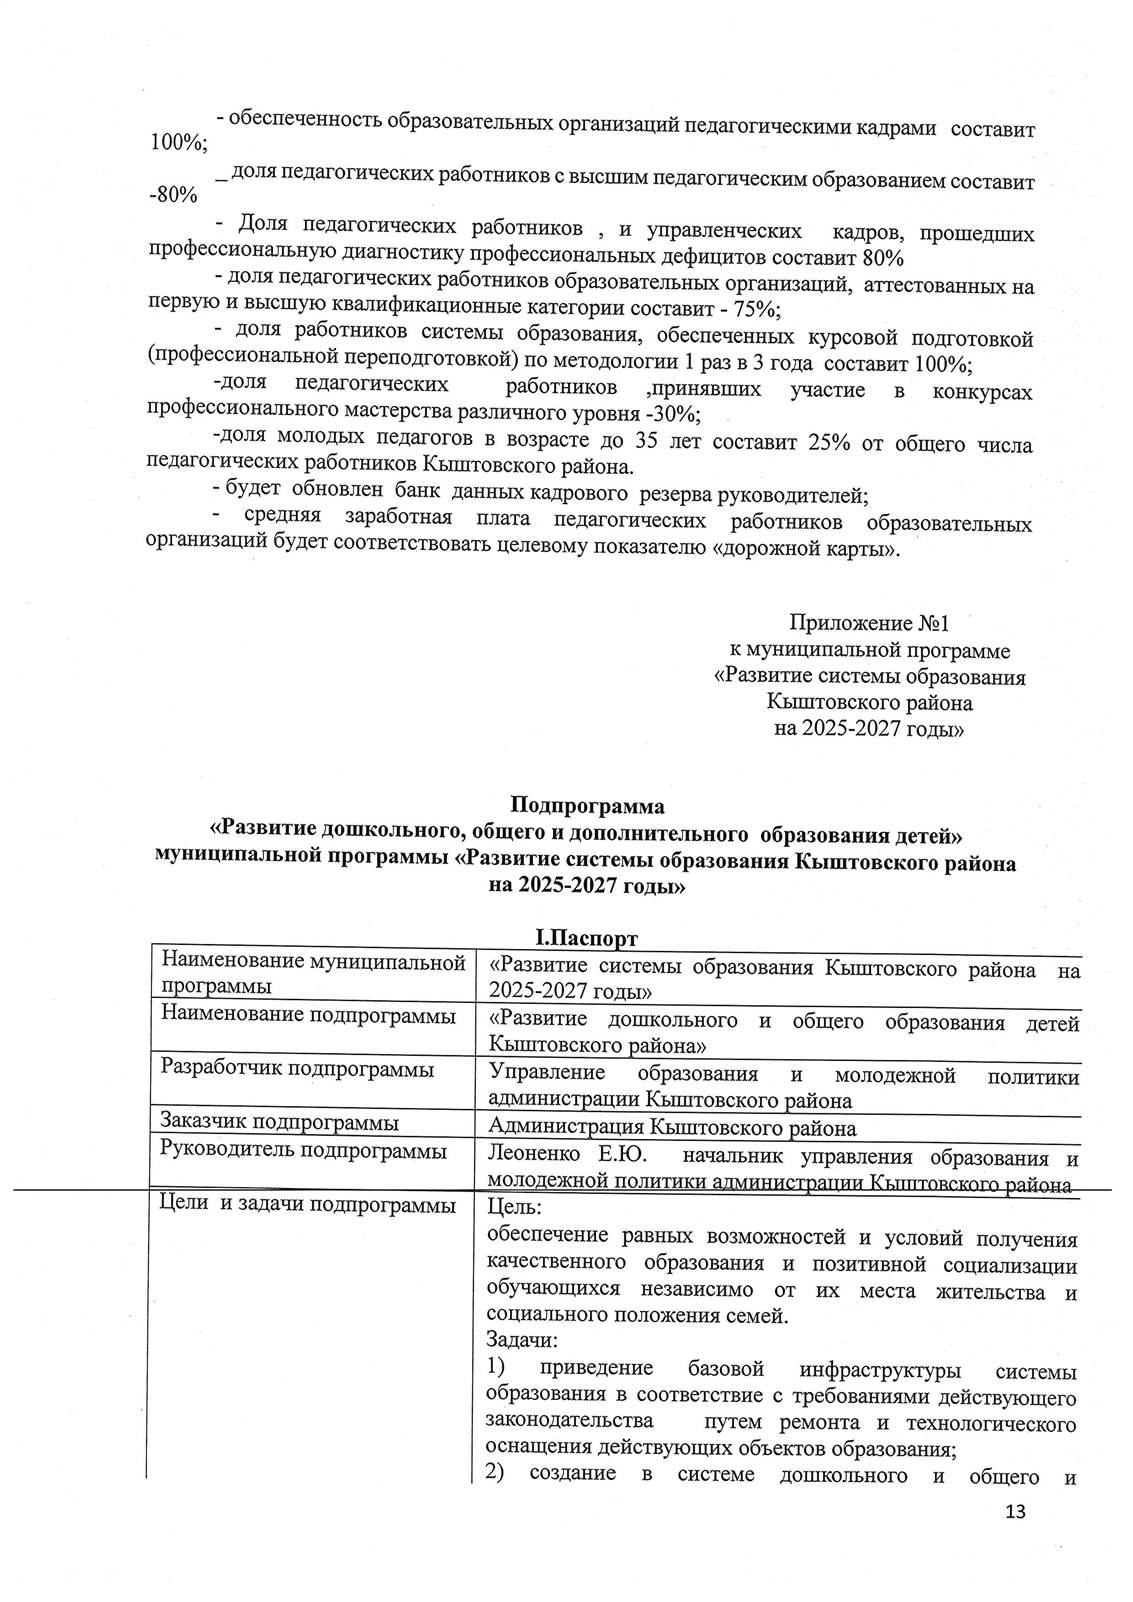 - обеспеченность образовательных организаций педагогическими кадрами составит
100%;
_ доля педагогических работников с высшим педагогическим образованием составит
-80%
- Доля педагогических работников , и управленческих кадров, прошедших
профессиональную диагностику профессиональных дефицитов составит 80%
- доля педагогических работников образовательных организаций, аттестованных на
первую и высшую квалификационные категории составит - 75%;
- доля работников системы образования, обеспеченных курсовой подготовкой
(профессиональной переподготовкой) по методологии 1 раз в 3 года составит 100%;
-доля педагогических работников ,принявших участие в конкурсах
профессионального мастерства различного уровня -30%;
-доля молодых педагогов в возрасте до 35 лет составит 25% от общего числа
педагогических работников Кыштовского района.
- будет обновлен банк данных кадрового резерва руководителей;
- средняя заработная плата педагогических работников образовательных
организаций будет соответствовать целевому показателю «дорожной карты».
Приложение №1
к муниципальной программе
«Развитие системы образования
Кыштовского района
на 2025-2027 годы»
Подпрограмма
«Развитие дошкольного, общего и дополнительного образования детей»
муниципальной программы «Развитие системы образования Кыштовского района
на 2025-2027 годы»
I.Паспорт
Наименование муниципальной
программы
«Развитие системы образования Кыштовского района на
2025-2027 годы»
Наименование подпрограммы
«Развитие дошкольного и общего образования детей
Кыштовского района»
Разработчик подпрограммы
Управление образования и молодежной политики
администрации Кыштовского района
Заказчик подпрограммы
Администрация Кыштовского района
Руководитель подпрограммы
Леоненко Е.Ю. начальник управления образования и
молодежной политики администрации Кыштовского района
Цели и задачи подпрограммы
Цель:
обеспечение равных возможностей и условий получения
качественного образования и позитивной социализации
обучающихся независимо от их места жительства и
социального положения семей.
Задачи:
1) приведение базовой инфраструктуры системы
образования в соответствие с требованиями действующего
законодательства путем ремонта и технологического
оснащения действующих объектов образования;
2) создание в системе дошкольного и общего и
13